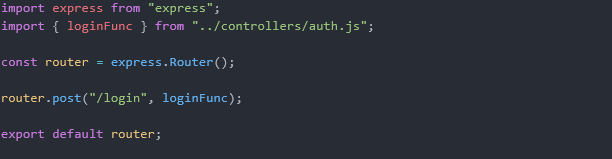 import express from "express";
import { loginFunc } from "../controllers/auth.js";
const router = express.Router();
router.post("/login", loginFunc);
export default router;